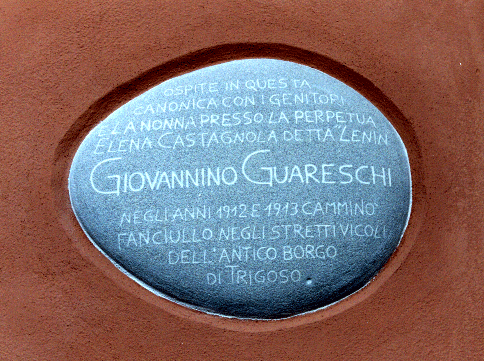 OSPITE IN QUESTA
CANONICA CON I GENITORI
E LA NONNA PRESSO LA PERPETUA
ELENA CASTAGNOLA DETTA "LENIN"
GIOVANNINO GUARESCHI
NEGLI ANNI 1912 E 1913 CAMMINO'
FANCIULLO NEGLI STRETTI VICOLI
DELL'ANTICO BORGO
DI TRIGOSO.